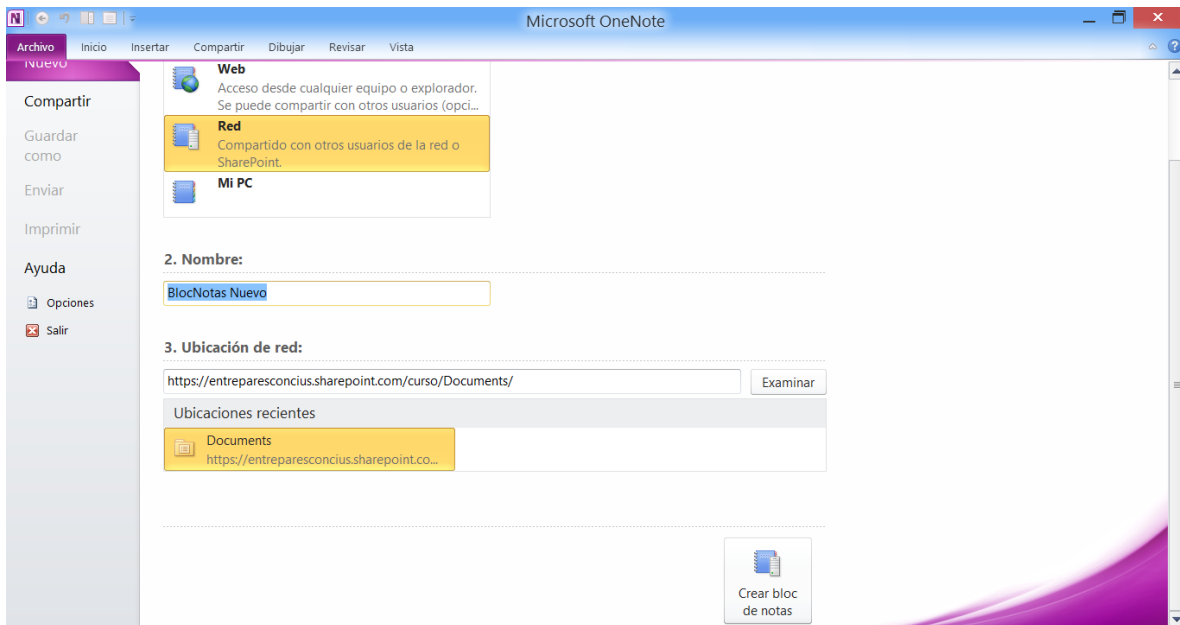 Microsoft OneNote
Archivo Inicio Insertar Compartir Dibujar Revisar Vista
Nuevo
Compartir
Guardar
como
Enviar
Imprimir
Ayuda
Opciones
Salir
Web
Acceso desde cualquier equipo o explorador.
Se puede compartir con otros usuarios (opci...
Red
Compartido con otros usuarios de la red o
SharePoint.
Mi PC
2. Nombre:
BlocNotas Nuevo
3. Ubicación de red:
https://entreparesconcius.sharepoint.com/curso/Documents/
Examinar
Ubicaciones recientes
Documents
https://entreparesconcius.sharepoint.co...
Crear bloc
de notas